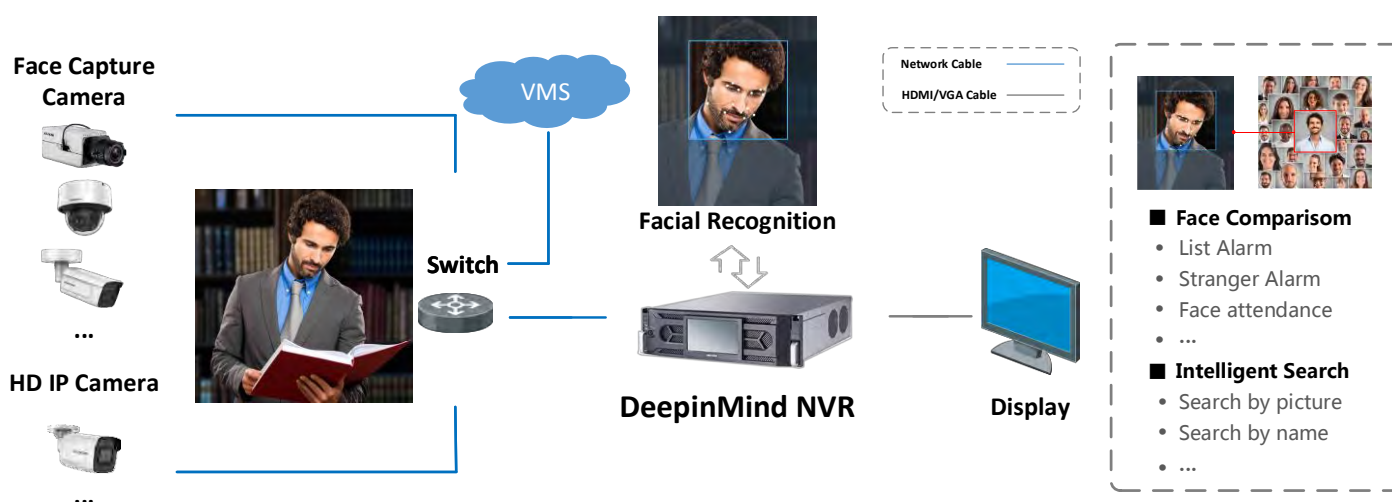 Face Capture
Camera
...
HD IP Camera
...
VMS
Switch
Facial Recognition
DeepinMind NVR
Network Cable
HDMI/VGA Cable
Display
■ Face Comparisom
• List Alarm
• Stranger Alarm
• Face attendance
• ...
■ Intelligent Search
• Search by picture
• Search by name
• ...